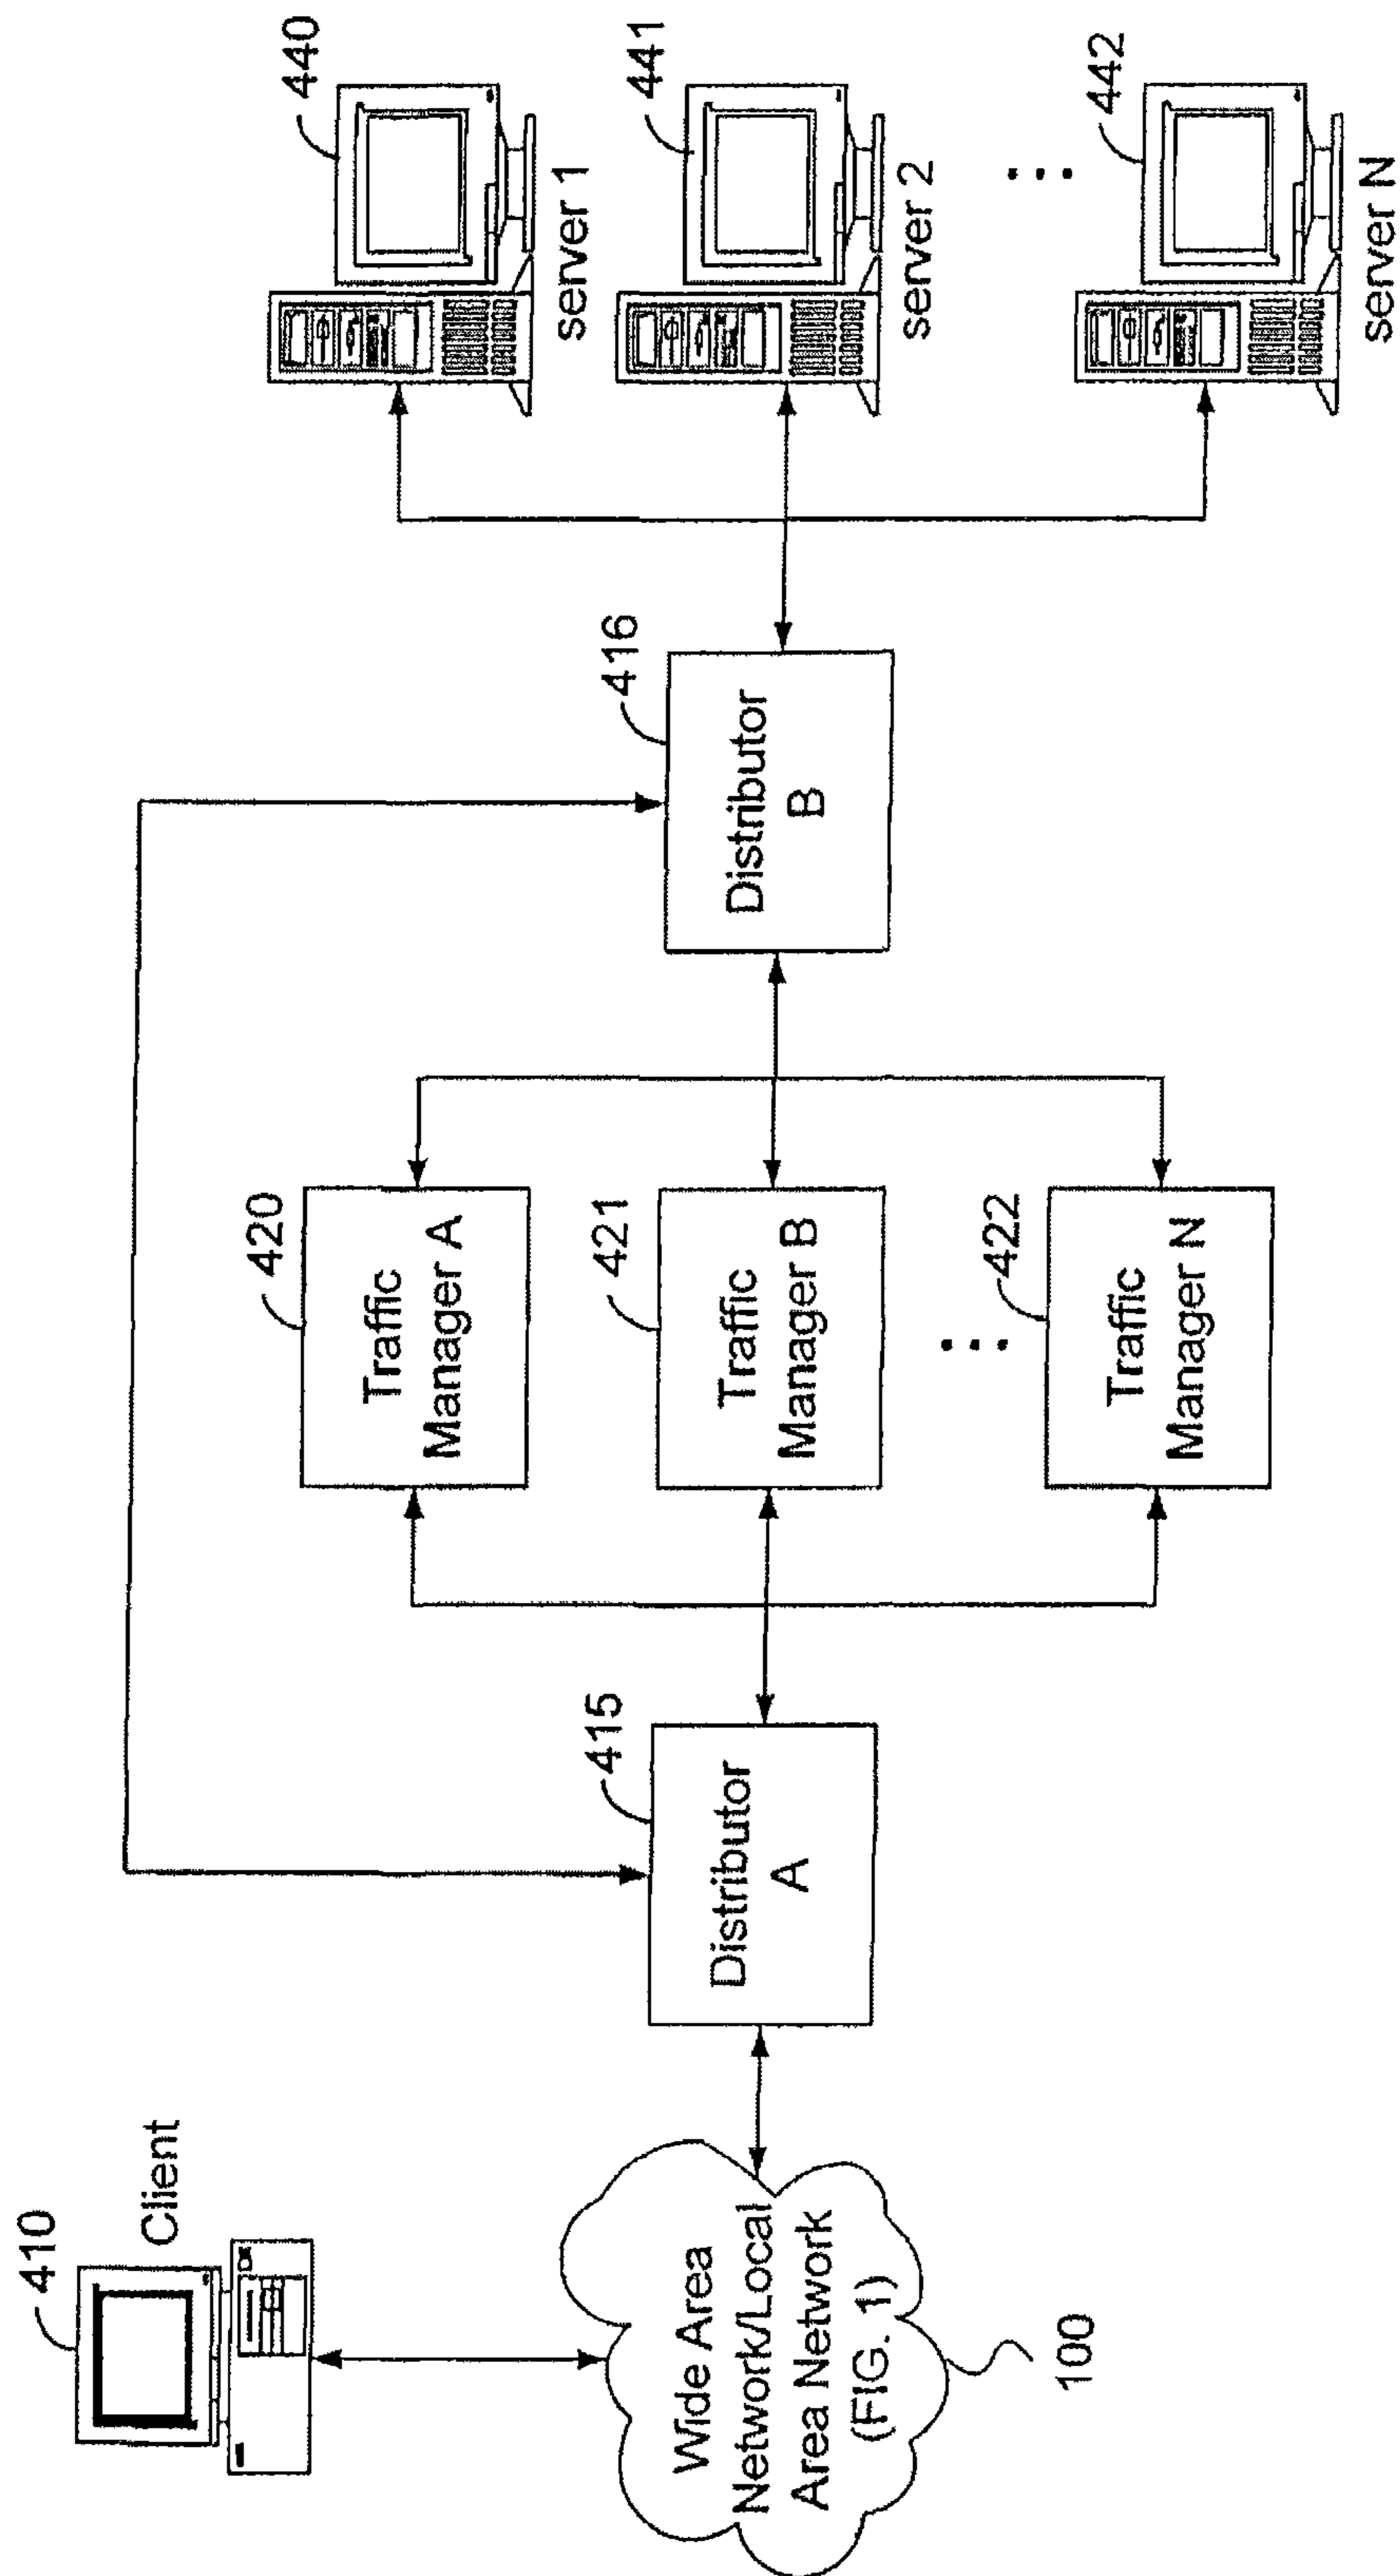 410
Client
Wide Area
Network/Local
Area Network
(FIG. 1)
100
415
Distributor
A
420
Traffic
Manager A
421
Traffic
Manager B
422
Traffic
Manager N
416
Distributor
B
440
server 1
441
server 2
442
server N